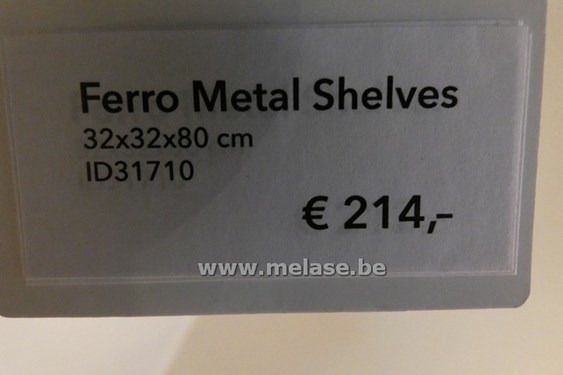 Ferro Metal Shelves
32x32x80 cm
ID31710
€ 214,-
www.melase.be